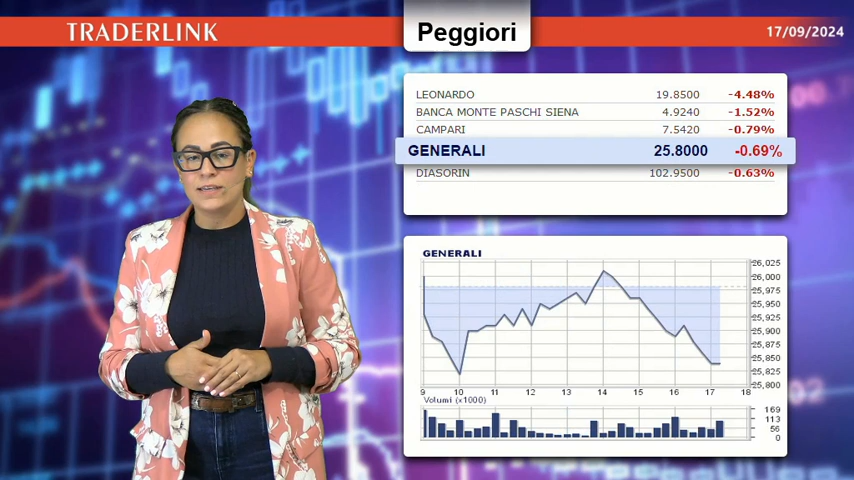 TRADERLINK
Peggiori
17/09/2024
LEONARDO 19.8500 -4.48%
BANCA MONTE PASCHI SIENA 4.9240 -1.52%
CAMPARI 7.5420 -0.79%
GENERALI 25.8000 -0.69%
DIASORIN 102.9500 -0.63%
GENERALI
26,025
26,000
25,975
25,950
25,925
25,900
25,875
25,850
25,825
25,800
9 10 11 12 13 14 15 16 17 18
Volumi (x1000)
169
113
56
0